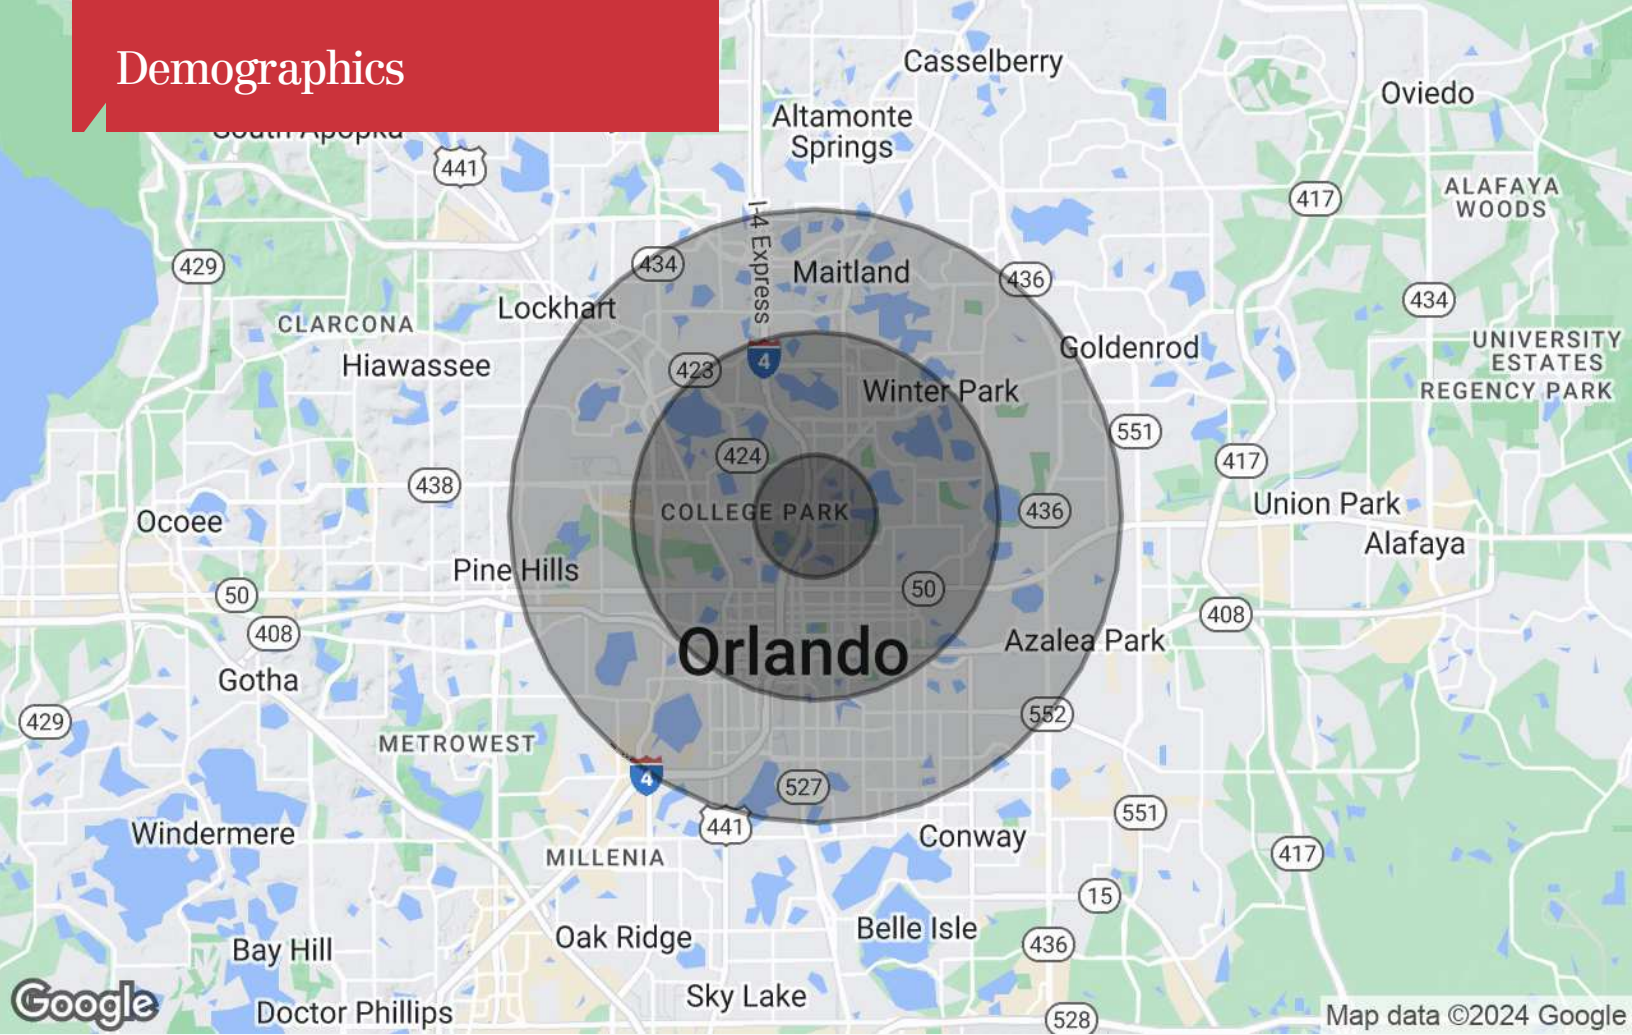 Demographics
Casselberry
Oviedo
South Apopka
Altamonte
Springs
441
ALAFAYA
WOODS
417
I-4 Express
429
434
Maitland
436
434
Lockhart
CLARCONA
Goldenrod
UNIVERSITY
ESTATES
Hiawassee
423
4
Winter Park
REGENCY PARK
551
424
417
438
COLLEGE PARK
436
Union Park
Ocoee
Alafaya
Pine Hills
50
50
408
408
Orlando
Azalea Park
Gotha
429
552
METROWEST
4
527
551
441
Windermere
Conway
MILLENIA
417
15
Oak Ridge
Belle Isle
436
Bay Hill
Sky Lake
Google
Doctor Phillips
528
Map data ©2024 Google